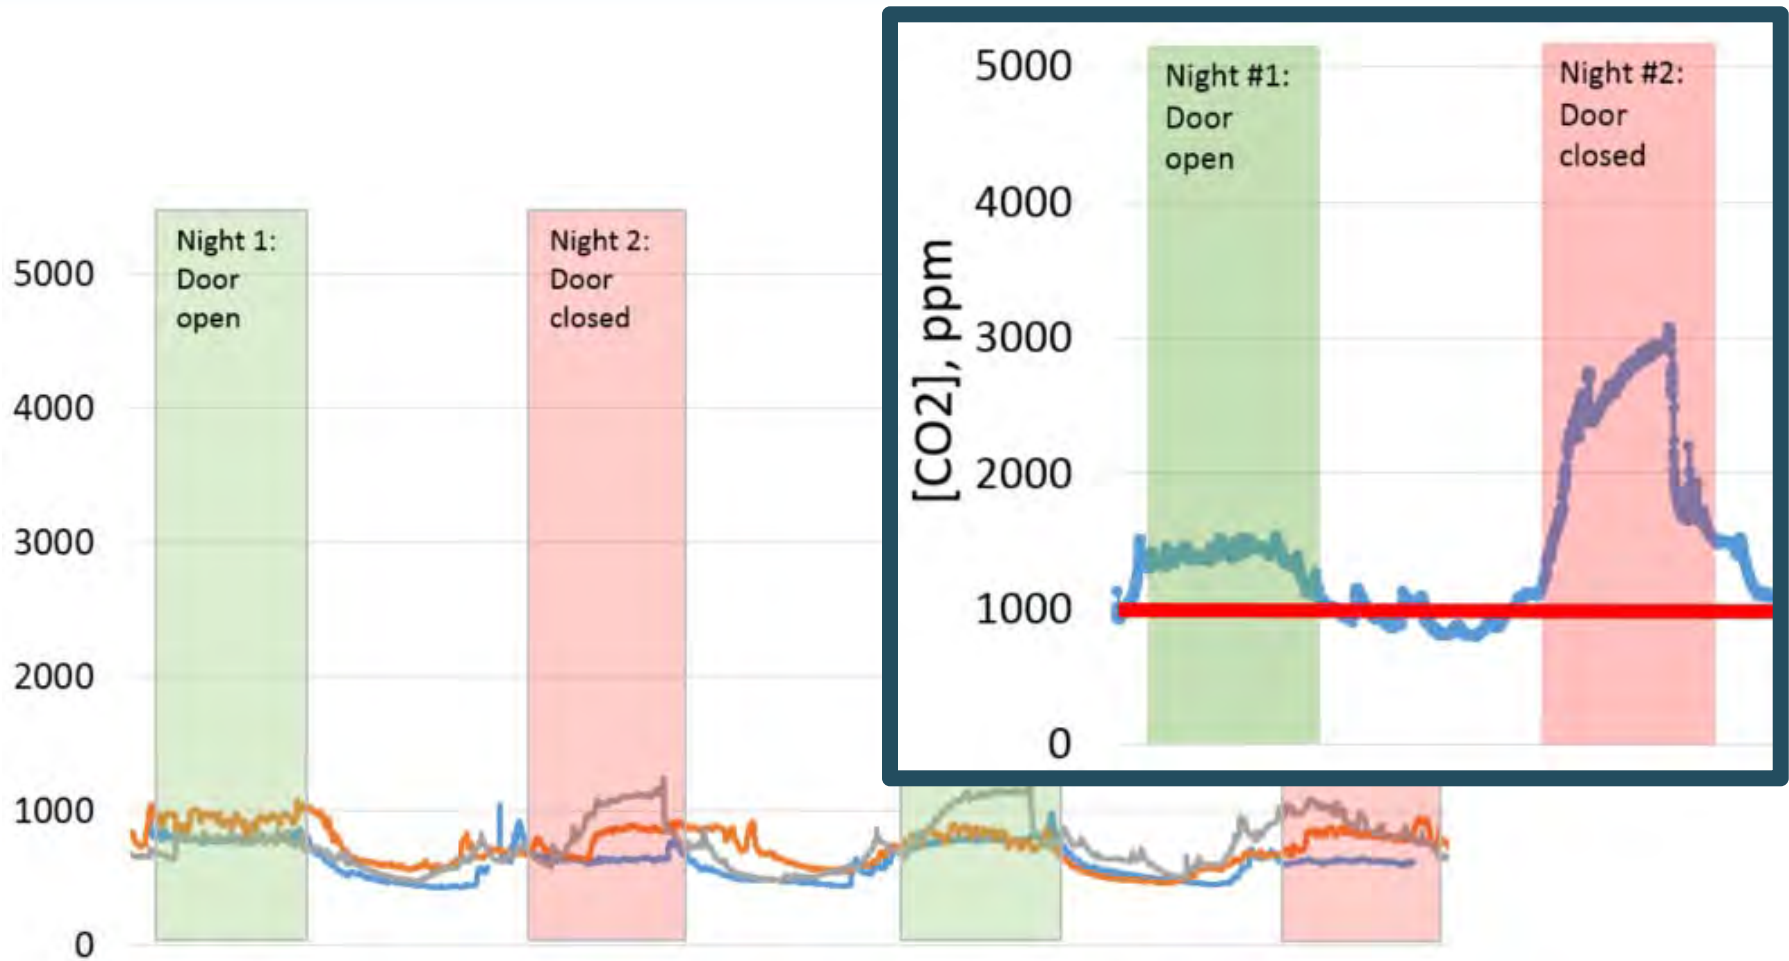 Night 1:
Door
open
Night 2:
Door
closed
5000
4000
3000
2000
1000
0
[CO2], ppm
5000
4000
3000
2000
1000
0
Night #1:
Door
open
Night #2:
Door
closed